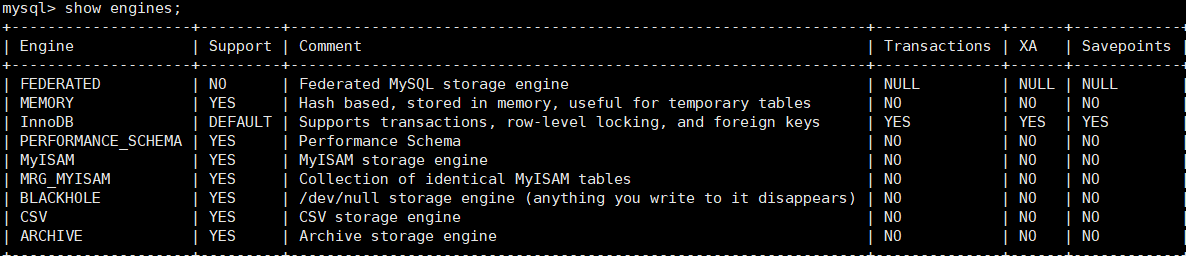 mysql> show engines;
+--------------------+---------+----------------------------------------------------------------+--------------+------+------------+
| Engine             | Support | Comment                                                        | Transactions | XA   | Savepoints |
+--------------------+---------+----------------------------------------------------------------+--------------+------+------------+
| FEDERATED          | NO      | Federated MySQL storage engine                                 | NULL         | NULL | NULL       |
| MEMORY             | YES     | Hash based, stored in memory, useful for temporary tables      | NO           | NO   | NO         |
| InnoDB             | DEFAULT | Supports transactions, row-level locking, and foreign keys     | YES          | YES  | YES        |
| PERFORMANCE_SCHEMA | YES     | Performance Schema                                             | NO           | NO   | NO         |
| MyISAM             | YES     | MyISAM storage engine                                          | NO           | NO   | NO         |
| MRG_MYISAM         | YES     | Collection of identical MyISAM tables                          | NO           | NO   | NO         |
| BLACKHOLE          | YES     | /dev/null storage engine (anything you write to it disappears) | NO           | NO   | NO         |
| CSV                | YES     | CSV storage engine                                             | NO           | NO   | NO         |
| ARCHIVE            | YES     | Archive storage engine                                         | NO           | NO   | NO         |
+--------------------+---------+----------------------------------------------------------------+--------------+------+------------+